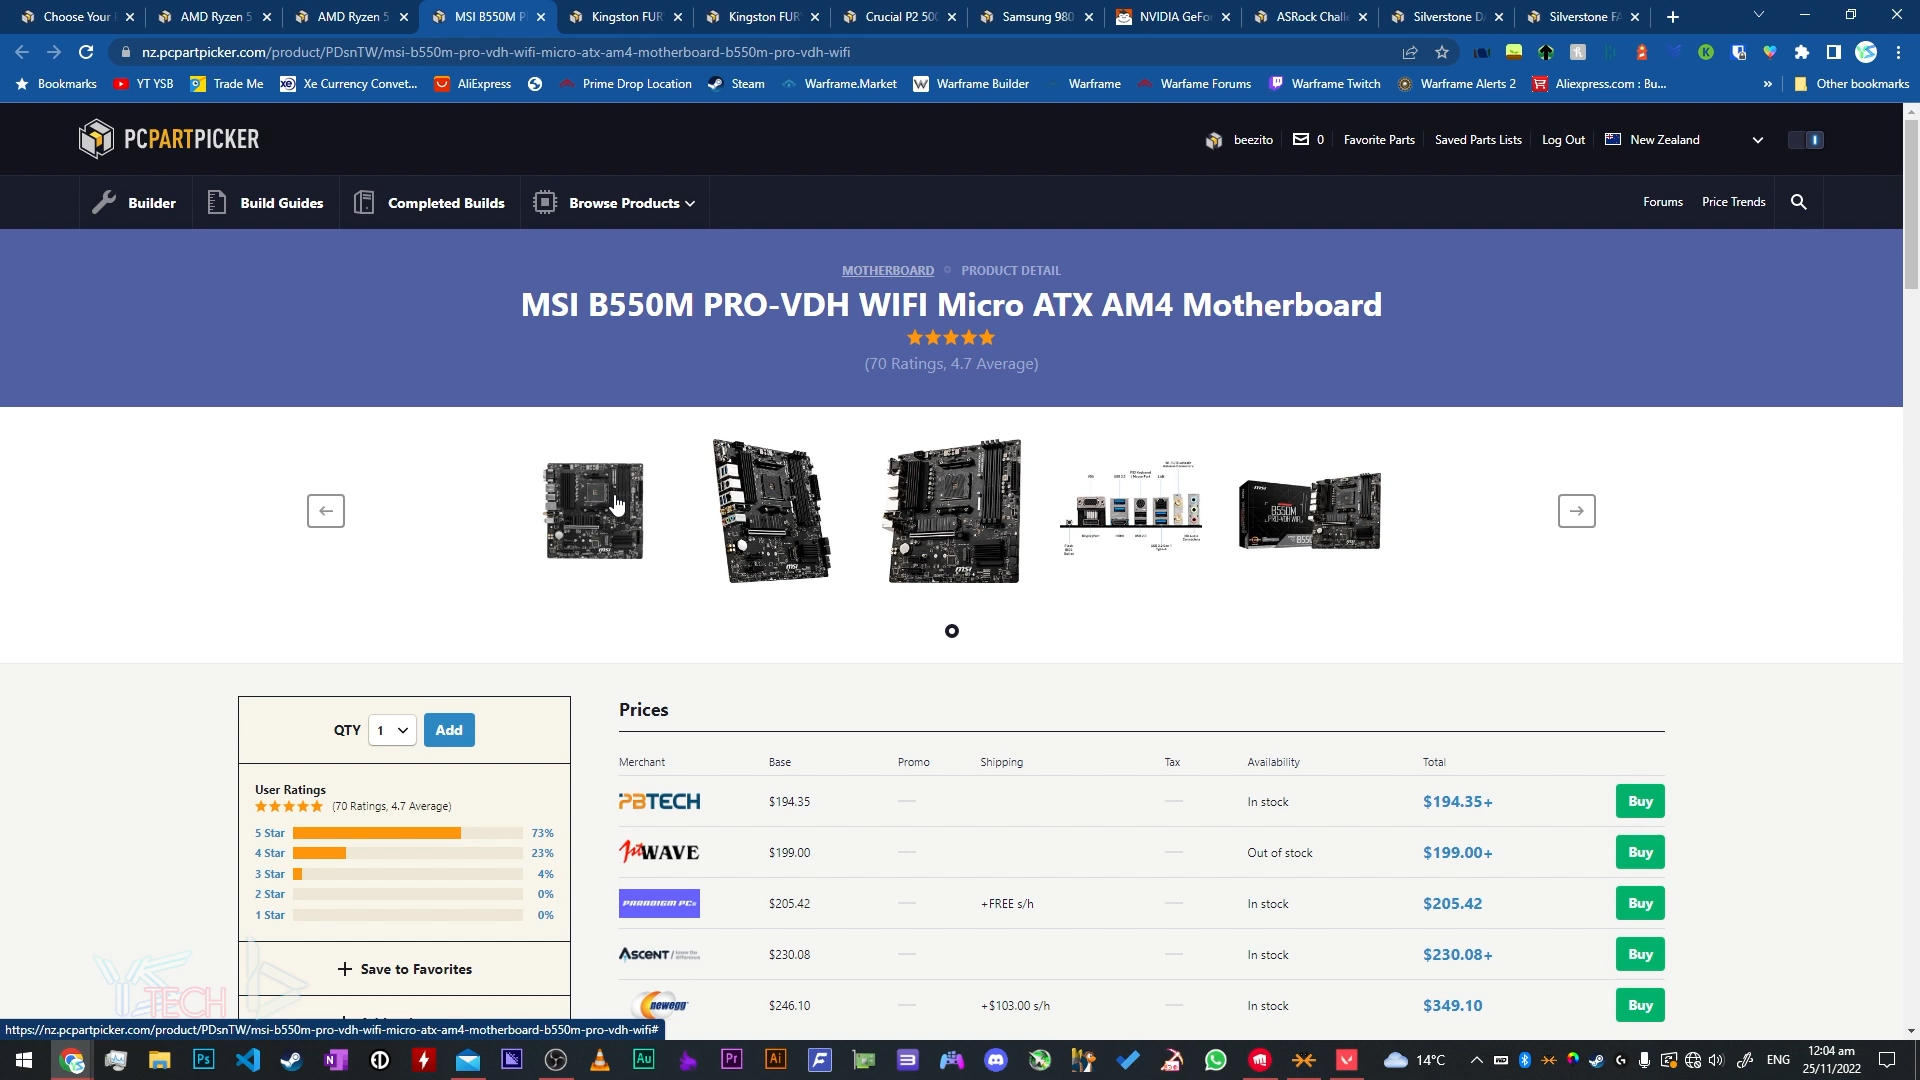 Choose Your
AMD Ryzen 5
AMD Ryzen 5
MSI B550M P
Kingston FUR
Kingston FUR
Crucial P2 500
Samsung 980
NVIDIA GeFo
ASRock Chall
Silverstone
Silverstone
nz.pcpartpicker.com/product/PDsnTW/msi-b550m-pro-vdh-wifi-micro-atx-am4-motherboard-b550m-pro-vdh-wifi
Bookmarks
YT YSB
Trade Me
Xe Currency Convet...
AliExpress
Prime Drop Location
Steam
Warframe.Market
Warframe Builder
Warframe
Warfame Forums
Warframe Twitch
Warframe Alerts 2
Aliexpress.com : Bu...
Other bookmarks
PCPARTPICKER
beezito
0
Favorite Parts
Saved Parts Lists
Log Out
New Zealand
Builder
Build Guides
Completed Builds
Browse Products
Forums
Price Trends
MOTHERBOARD
PRODUCT DETAIL
MSI B550M PRO-VDH WIFI Micro ATX AM4 Motherboard
(70 Ratings, 4.7 Average)
QTY 1 Add
User Ratings
(70 Ratings, 4.7 Average)
5 Star 73%
4 Star 23%
3 Star 4%
2 Star 0%
1 Star 0%
Save to Favorites
Prices
Merchant Base Promo Shipping Tax Availability Total
PBTECH $194.35 In stock $194.35+ Buy
1stWAVE $199.00 Out of stock $199.00+ Buy
PARADIGM PCs $205.42 +FREE s/h In stock $205.42 Buy
ASCENT $230.08 In stock $230.08+ Buy
newegg $246.10 +$103.00 s/h In stock $349.10 Buy
TECH
https://nz.pcpartpicker.com/product/PDsnTW/msi-b550m-pro-vdh-wifi-micro-atx-am4-motherboard-b550m-pro-vdh-wifi#
14°C
ENG
12:04 am
25/11/2022